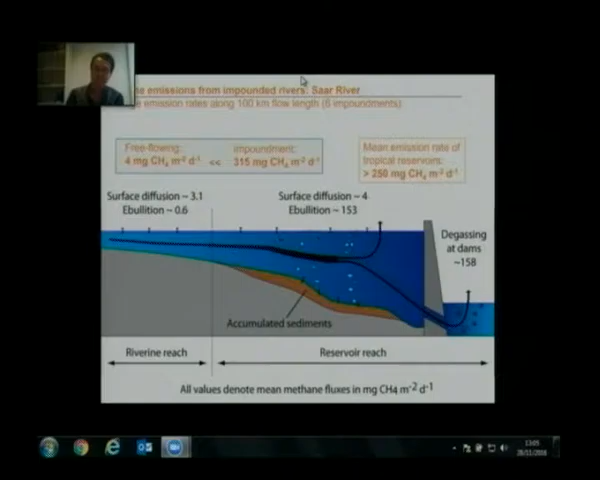 e emissions from impounded rivers: Saar River
emission rates along 100 km flow length (6 impoundments)
Free-flowing:
4 mg CH₄ m⁻² d⁻¹
<<
impoundment:
315 mg CH₄ m⁻² d⁻¹
Mean emission rate of
tropical reservoirs:
> 250 mg CH₄ m⁻² d⁻¹
Surface diffusion ~ 3.1
Ebullition ~ 0.6
Surface diffusion ~ 4
Ebullition ~ 153
Degassing
at dams
~158
Accumulated sediments
Riverine reach
Reservoir reach
All values denote mean methane fluxes in mg CH4 m⁻² d⁻¹
13:05
28/11/2016